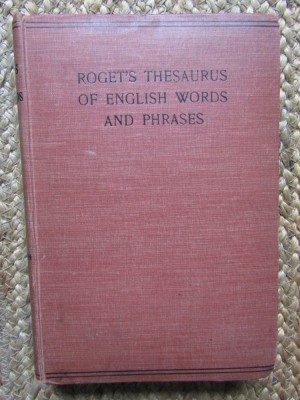 ROGET'S THESAURUS
OF ENGLISH WORDS
AND PHRASES